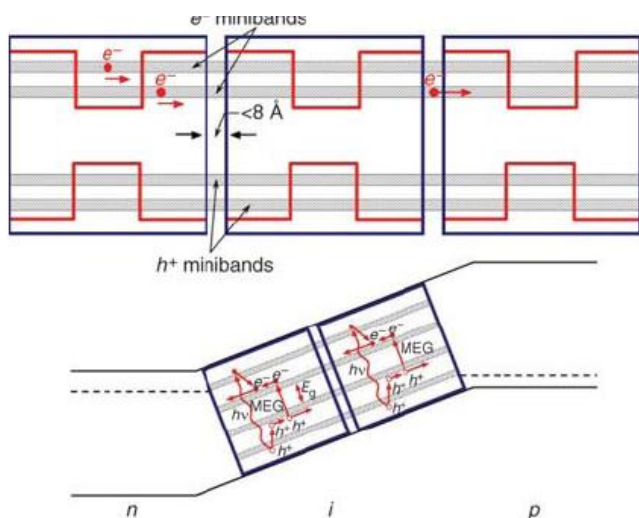 e⁻ minibands
e⁻
e⁻
e⁻
~<8 Å
h⁺ minibands
e⁻
e⁻
MEG
hν
h⁺
h⁺
e⁻
e⁻
E_g
MEG
hν
h⁺
h⁺
h⁺
n
i
p